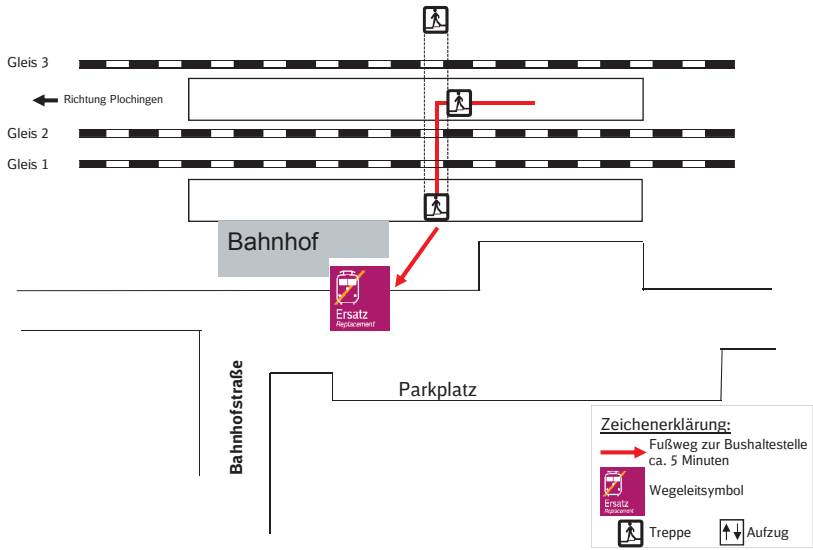 Gleis 3
Richtung Plochingen
Gleis 2
Gleis 1
Bahnhof
Ersatz
Replacement
Bahnhofstraße
Parkplatz
Zeichenerklärung:
Fußweg zur Bushaltestelle
ca. 5 Minuten
Ersatz
Replacement
Wegeleitsymbol
Treppe
Aufzug